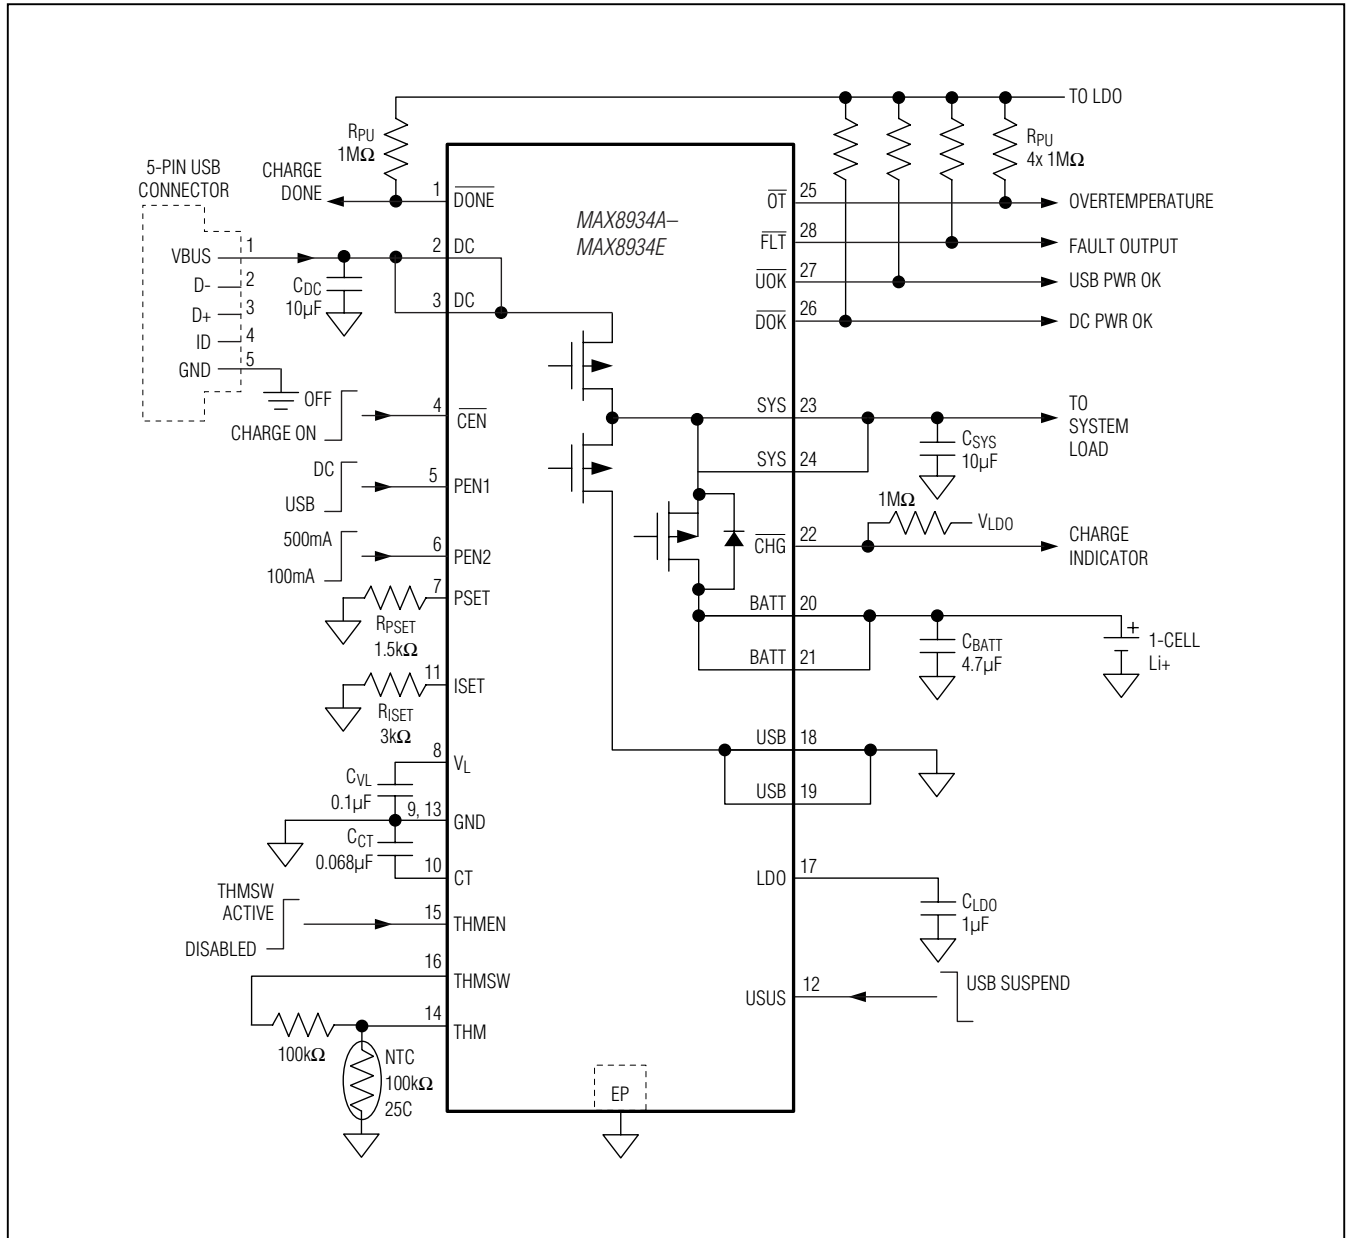 TO LDO
RPU
1MΩ
RPU
4x 1MΩ
5-PIN USB
CONNECTOR
CHARGE
DONE
1
DONE
MAX8934A–
MAX8934E
OT
25
OVERTEMPERATURE
FLT
28
FAULT OUTPUT
UOK
27
USB PWR OK
DOK
26
DC PWR OK
VBUS
1
D-
2
D+
3
ID
4
GND
5
CDC
10µF
2
DC
3
DC
OFF
CHARGE ON
4
CEN
SYS
23
TO
SYSTEM
LOAD
SYS
24
CSYS
10µF
DC
USB
5
PEN1
500mA
100mA
6
PEN2
1MΩ
VLDO
CHG
22
CHARGE
INDICATOR
7
PSET
RPSET
1.5kΩ
BATT
20
BATT
21
CBATT
4.7µF
+
1-CELL
Li+
11
ISET
RISET
3kΩ
USB
18
USB
19
8
VL
CVL
0.1µF
9, 13
GND
CCT
0.068µF
10
CT
LDO
17
CLDO
1µF
THMSW
ACTIVE
DISABLED
15
THMEN
16
THMSW
USUS
12
USB SUSPEND
14
THM
100kΩ
NTC
100kΩ
25C
EP